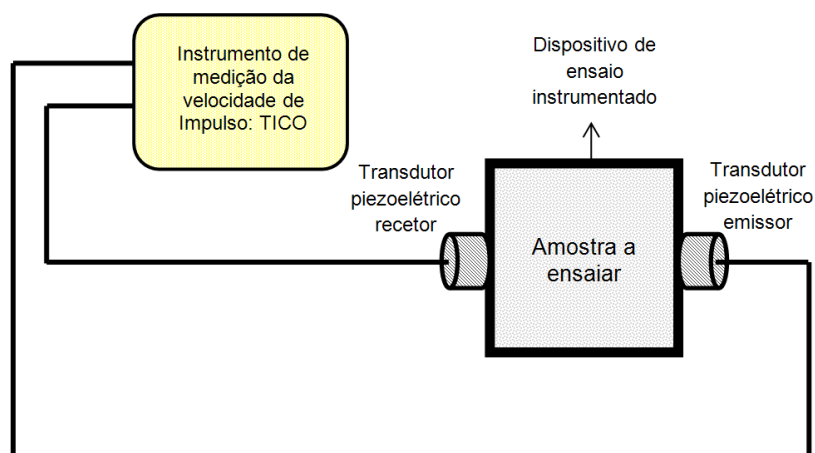 Instrumento de
medição da
velocidade de
Impulso: TICO
Dispositivo de
ensaio
instrumentado
Transdutor
piezoelétrico
recetor
Transdutor
piezoelétrico
emissor
Amostra a
ensaiar